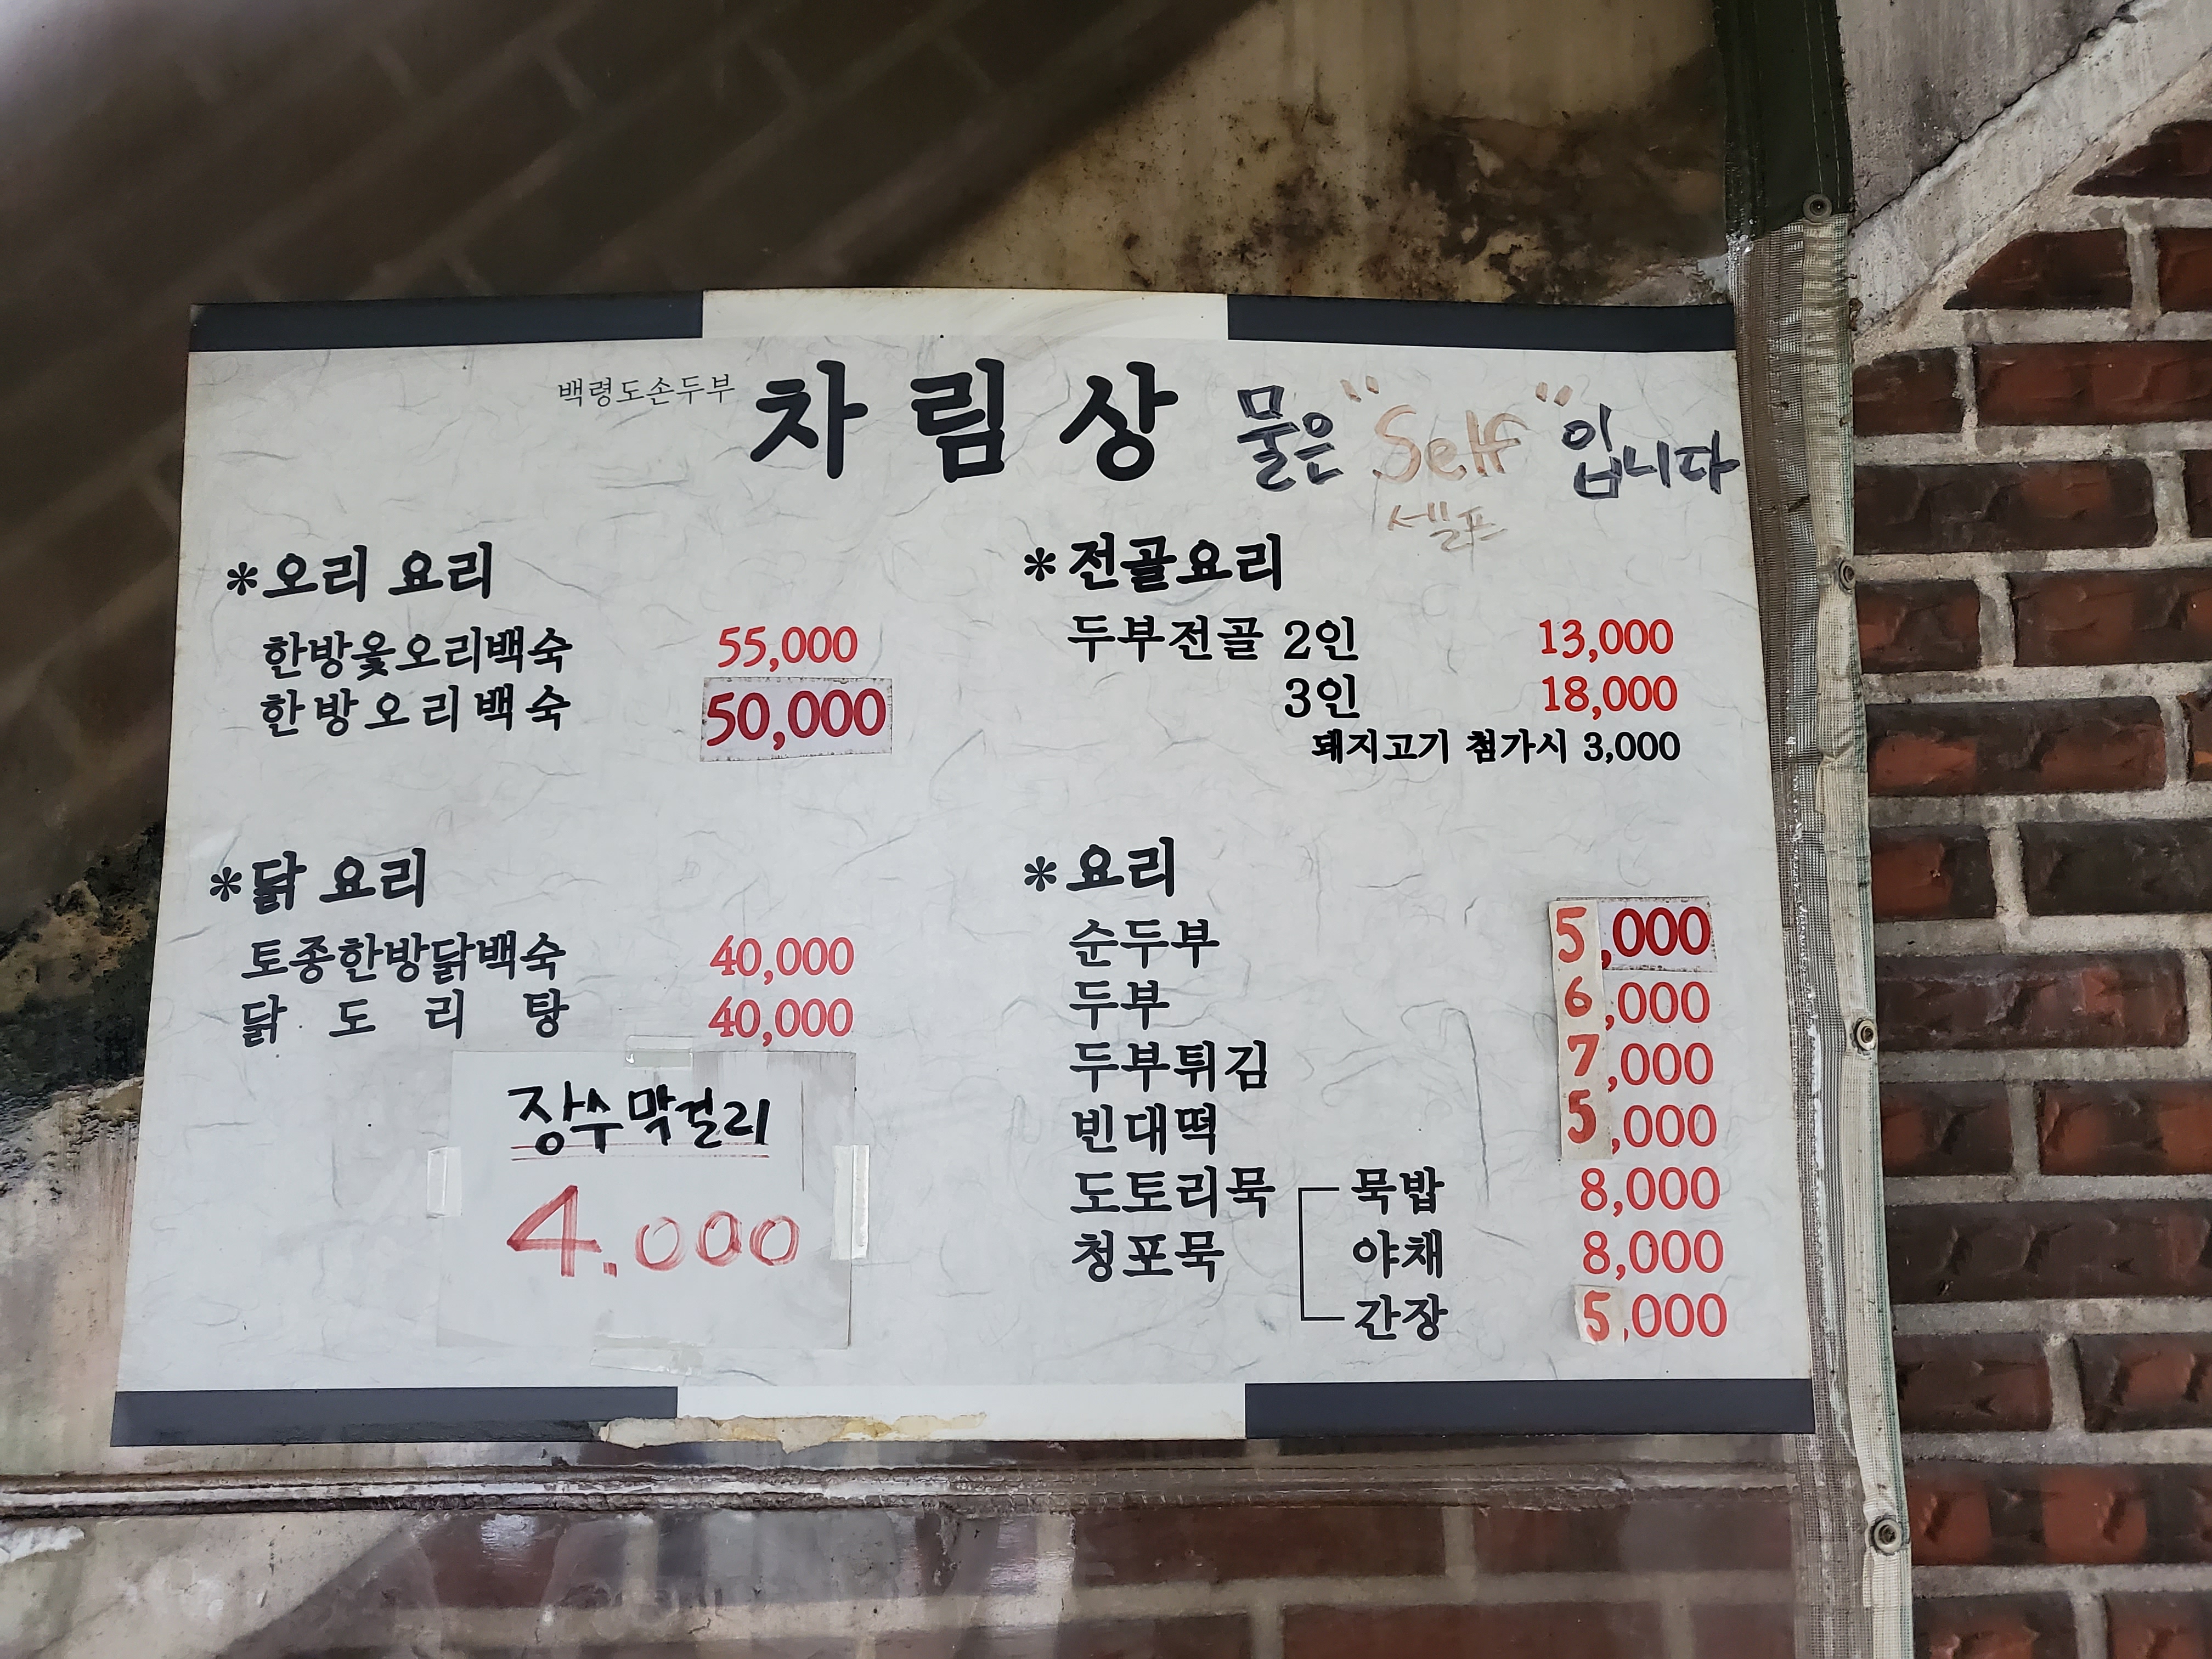 백령도손두부 차림상 물은 "Self" 입니다
셀프
*오리 요리
한방옻오리백숙 55,000
한방오리백숙 50,000
*닭 요리
토종한방닭백숙 40,000
닭도리탕 40,000
장수막걸리
4.000
*전골요리
두부전골 2인 13,000
3인 18,000
돼지고기 첨가시 3,000
*요리
순두부 5,000
두부 6,000
두부튀김 7,000
빈대떡 5,000
도토리묵 묵밥 8,000
청포묵 야채 8,000
간장 5,000